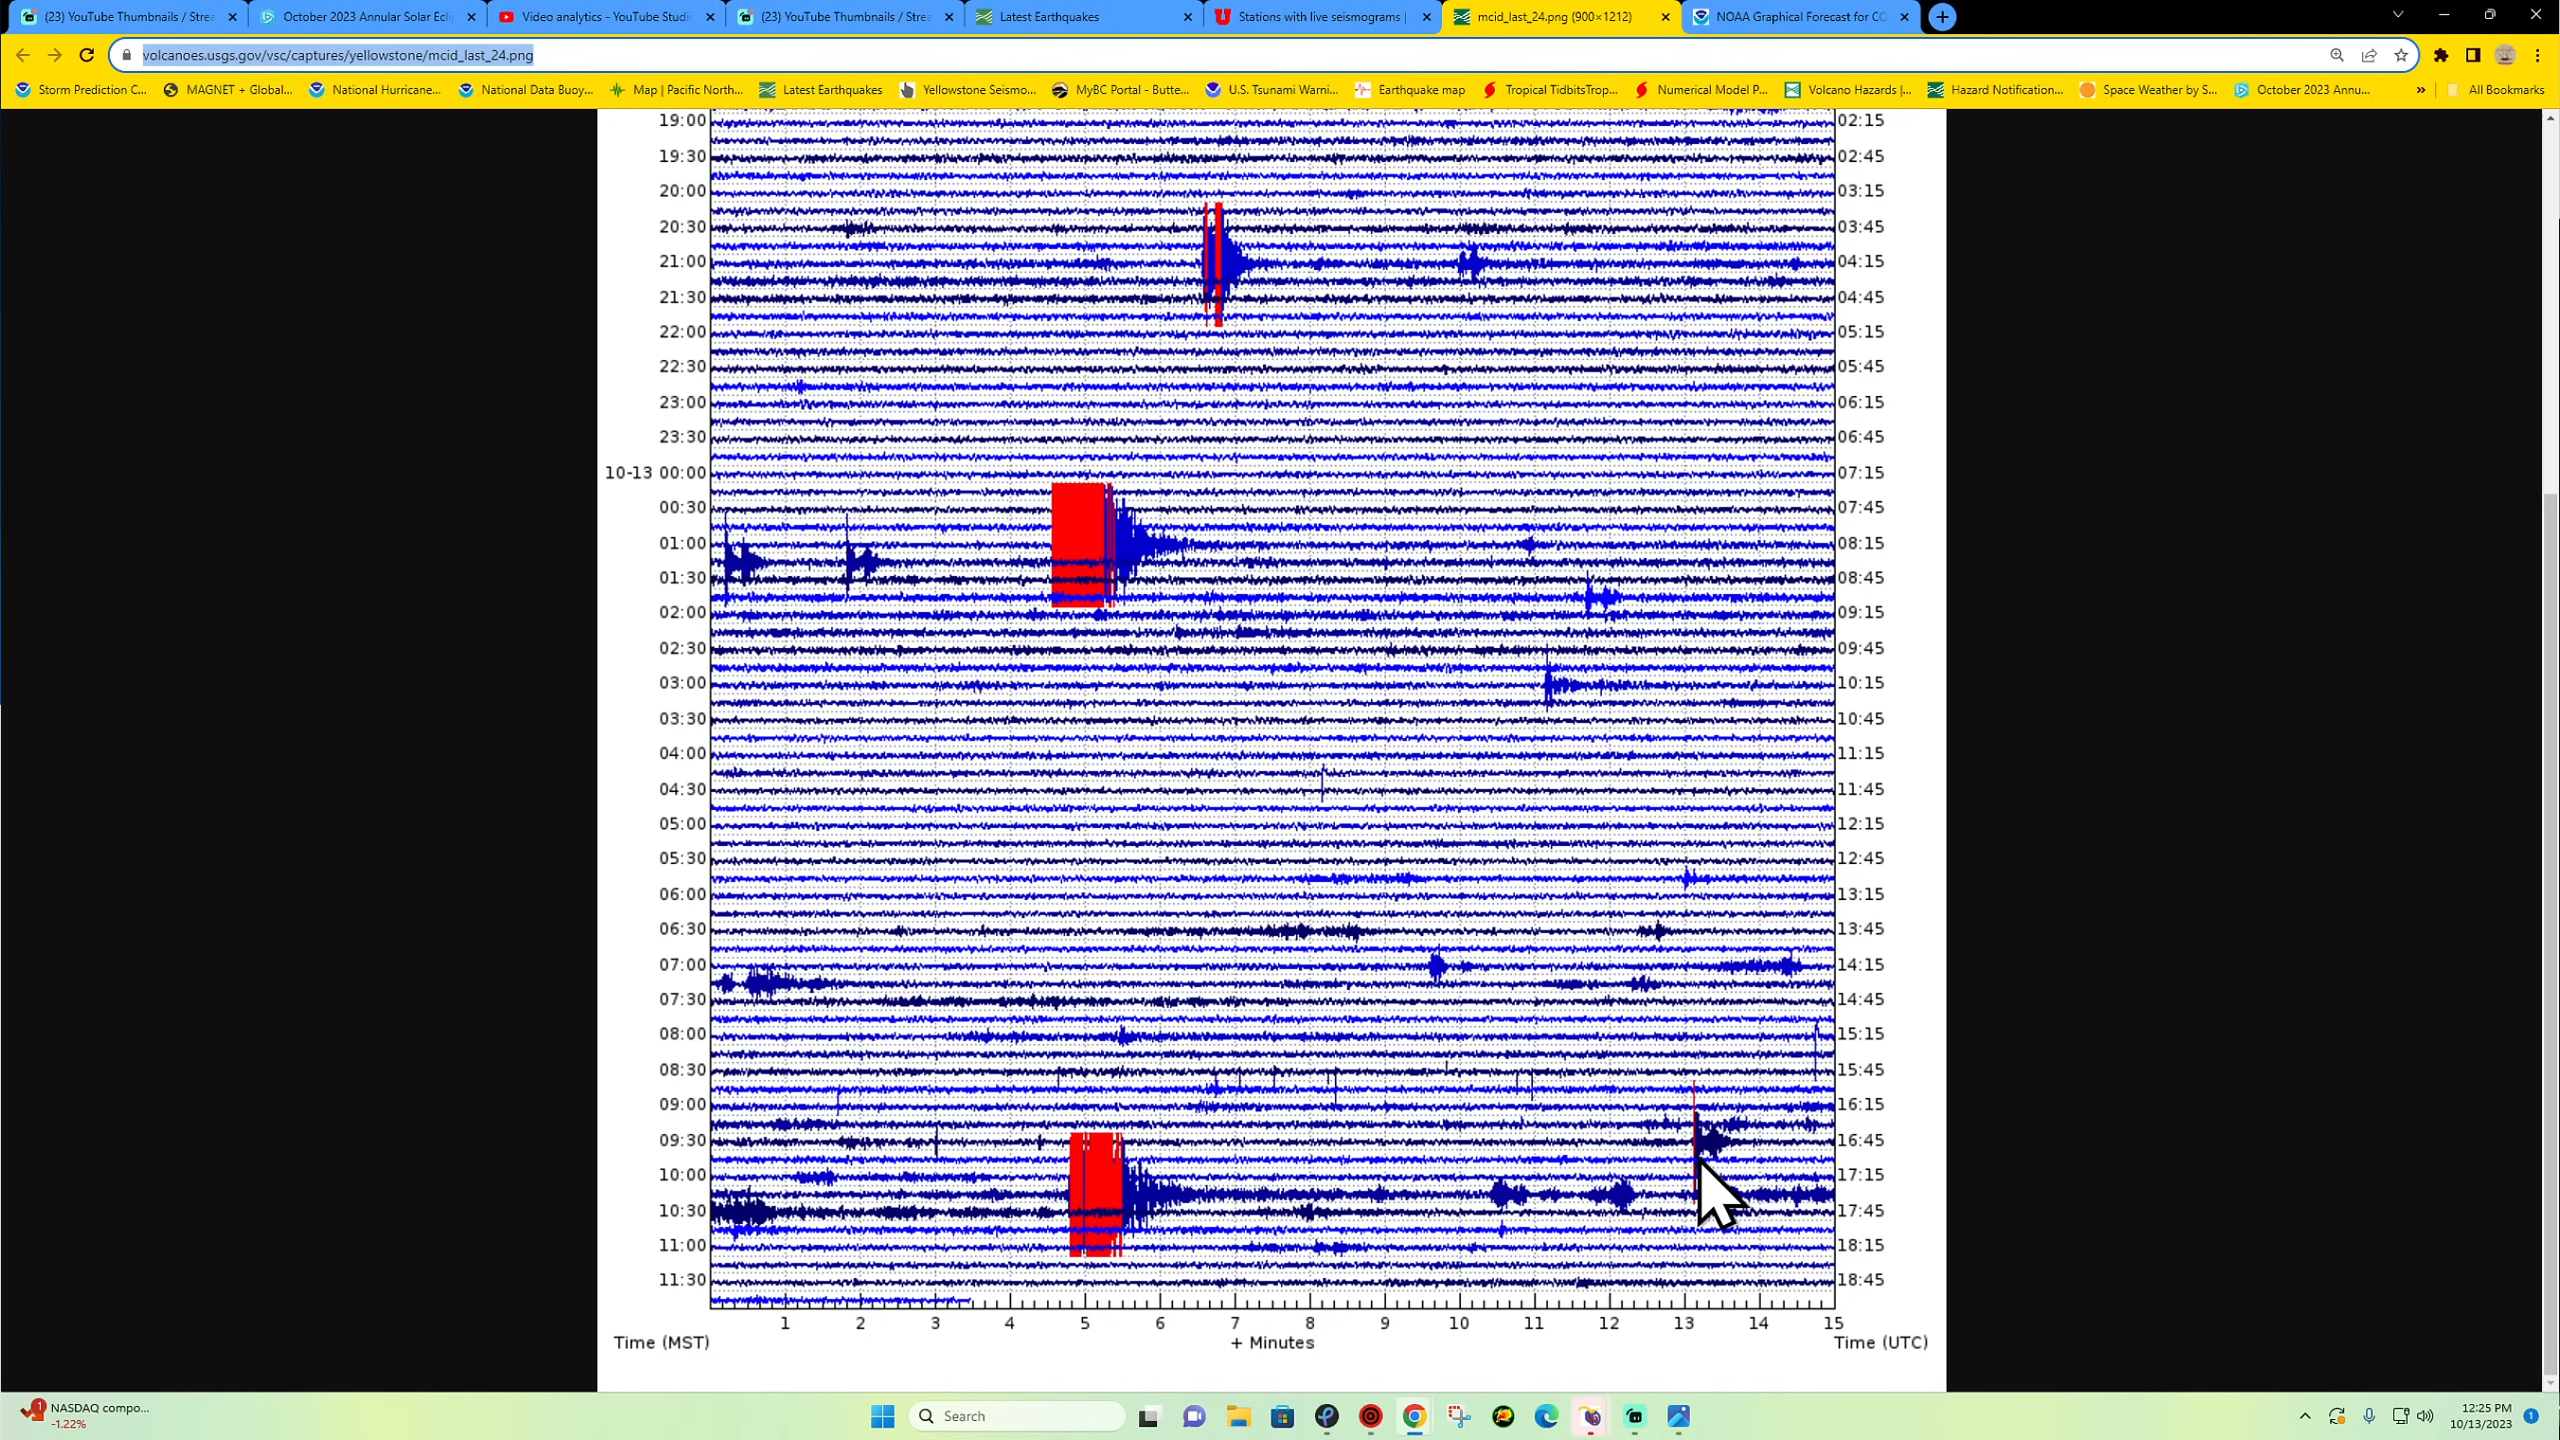 (23) YouTube Thumbnails / Strea
October 2023 Annular Solar Ecli
Video analytics - YouTube Studio
(23) YouTube Thumbnails / Strea
Latest Earthquakes
Stations with live seismograms |
mcid_last_24.png (900×1212)
NOAA Graphical Forecast for CC
volcanoes.usgs.gov/vsc/captures/yellowstone/mcid_last_24.png
Storm Prediction C...
MAGNET + Global...
National Hurricane...
National Data Buoy...
Map | Pacific North...
Latest Earthquakes
Yellowstone Seismo...
MyBC Portal - Butte...
U.S. Tsunami Warni...
Earthquake map
Tropical TidbitsTrop...
Numerical Model P...
Volcano Hazards |...
Hazard Notification...
Space Weather by S...
October 2023 Annu...
»
All Bookmarks
19:00 02:15
19:30 02:45
20:00 03:15
20:30 03:45
21:00 04:15
21:30 04:45
22:00 05:15
22:30 05:45
23:00 06:15
23:30 06:45
10-13 00:00 07:15
00:30 07:45
01:00 08:15
01:30 08:45
02:00 09:15
02:30 09:45
03:00 10:15
03:30 10:45
04:00 11:15
04:30 11:45
05:00 12:15
05:30 12:45
06:00 13:15
06:30 13:45
07:00 14:15
07:30 14:45
08:00 15:15
08:30 15:45
09:00 16:15
09:30 16:45
10:00 17:15
10:30 17:45
11:00 18:15
11:30 18:45
1 2 3 4 5 6 7 8 9 10 11 12 13 14 15
Time (MST) + Minutes Time (UTC)
1
NASDAQ compo...
-1.22%
Search
12:25 PM
10/13/2023
1